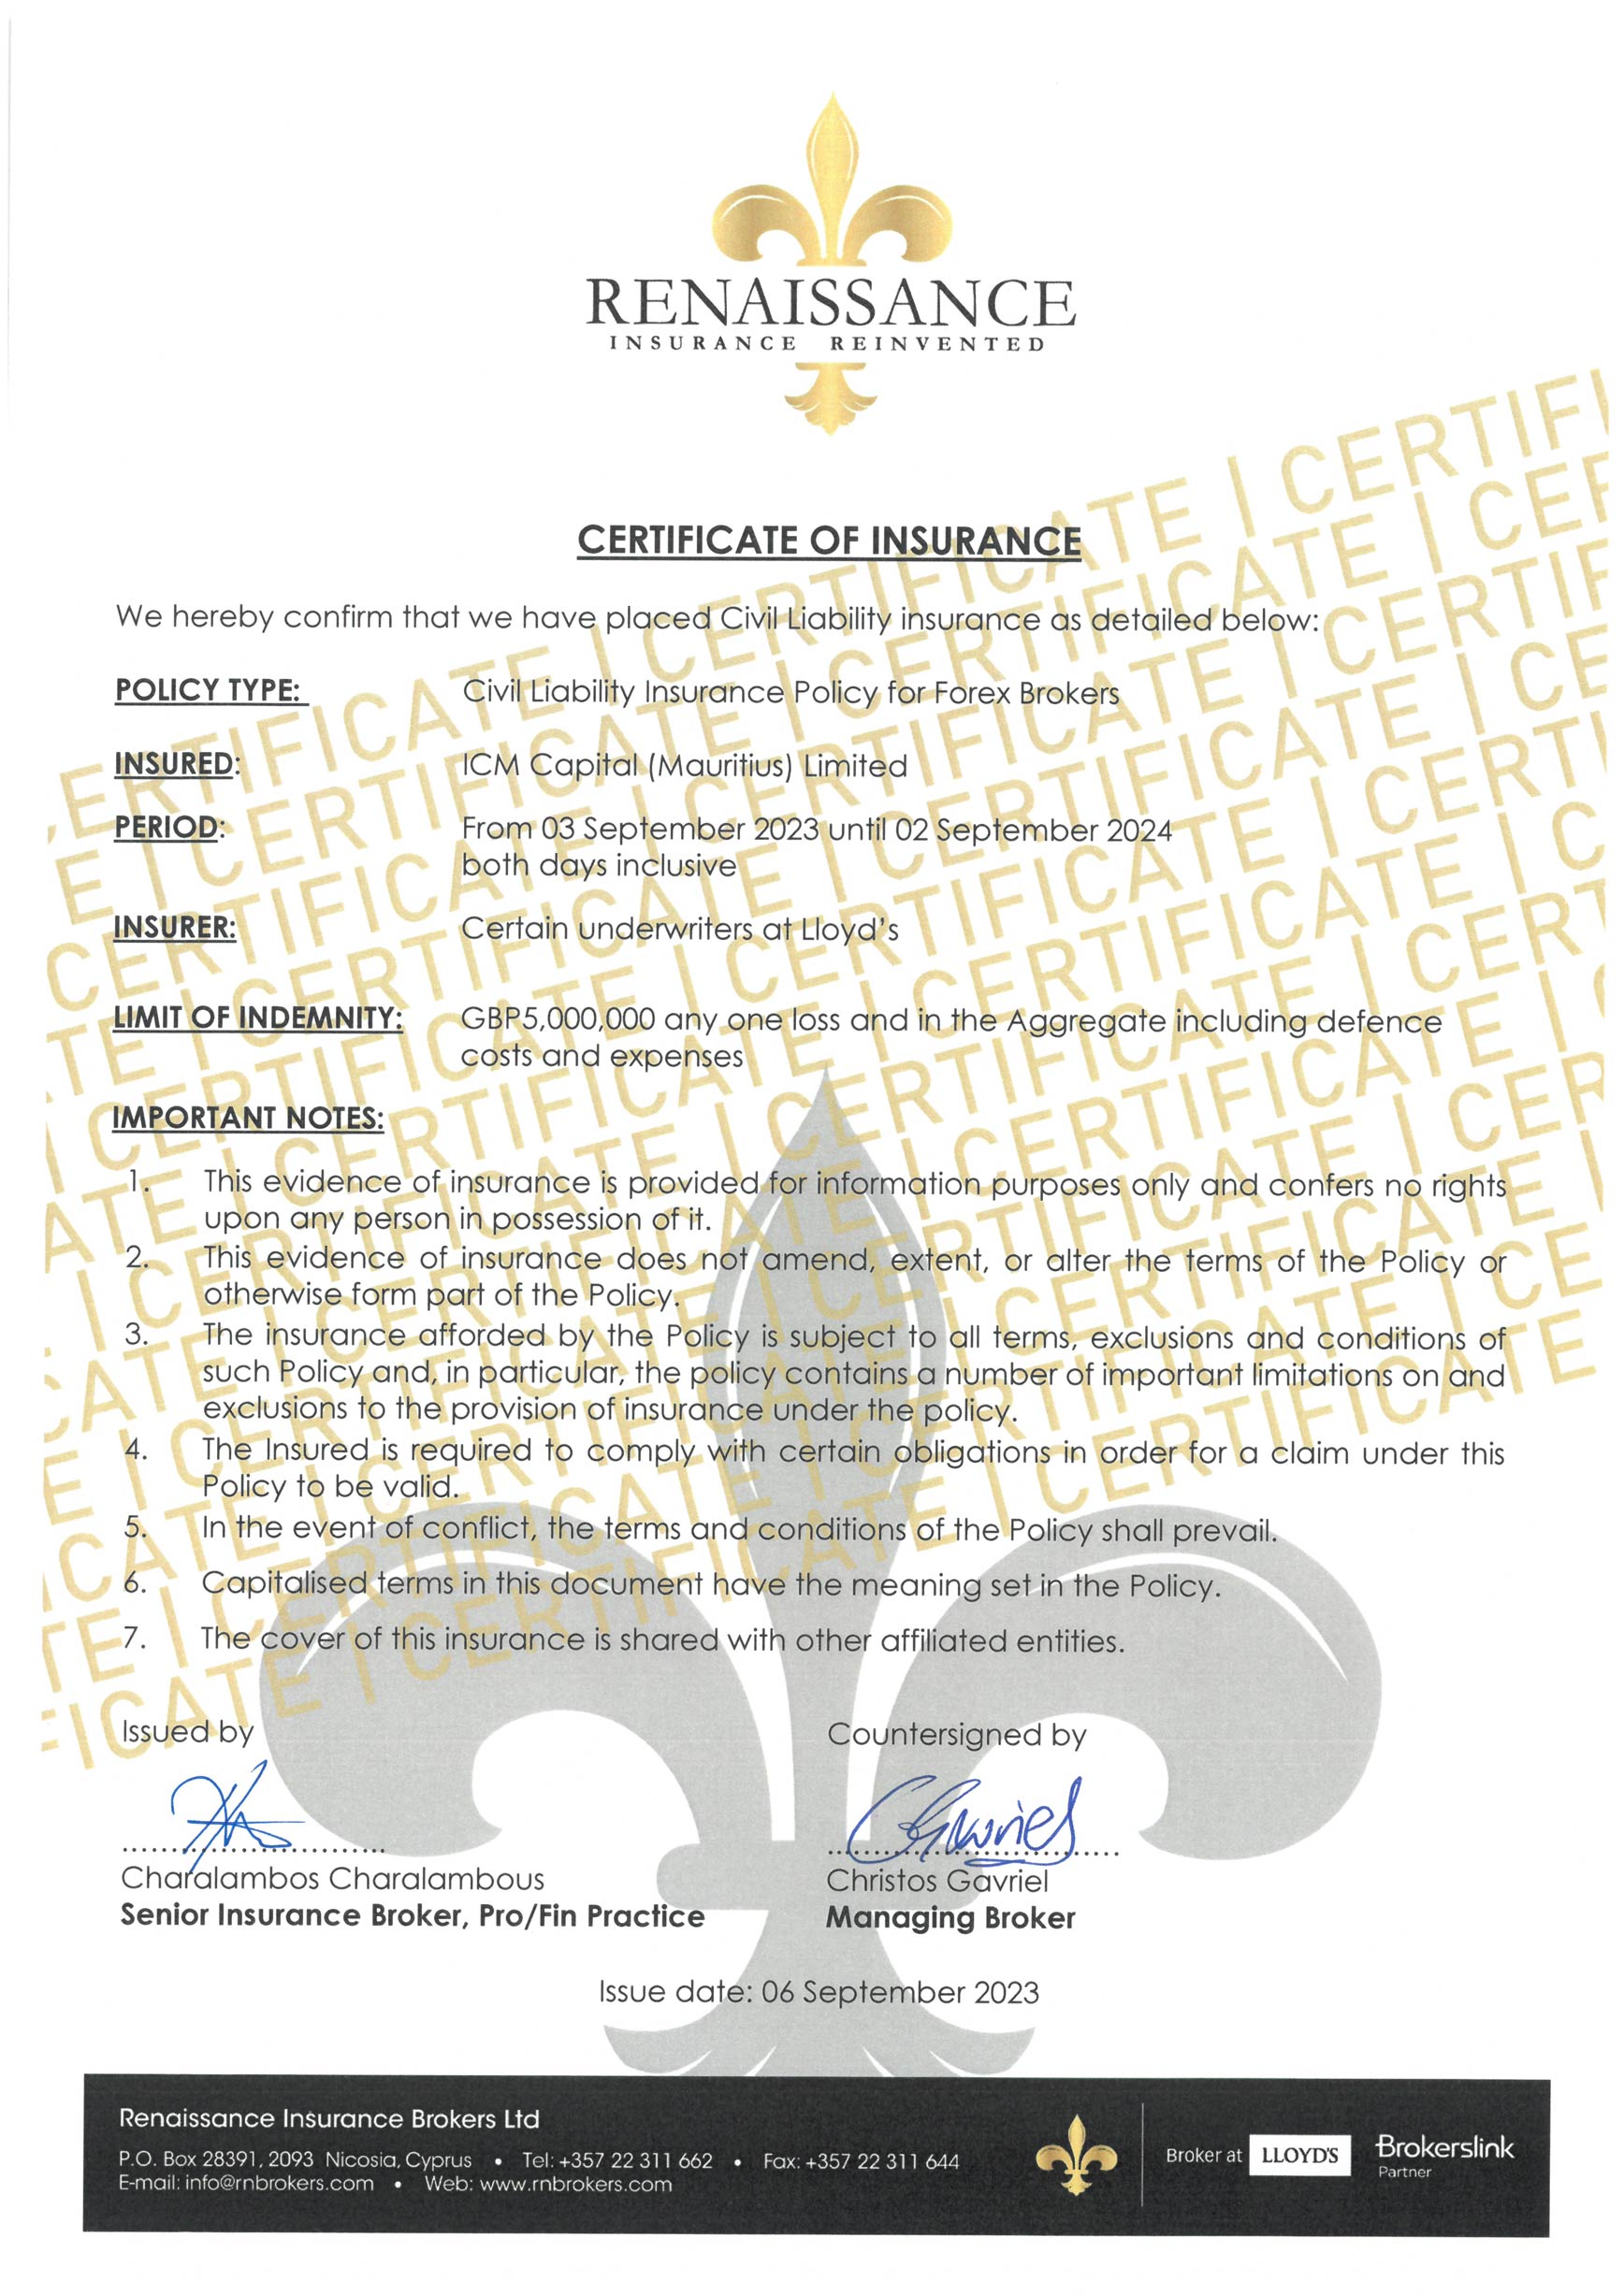 RENAISSANCE
INSURANCE REINVENTED
CERTIFICATE OF INSURANCE
We hereby confirm that we have placed Civil Liability insurance as detailed below:
POLICY TYPE: Civil Liability Insurance Policy for Forex Brokers
INSURED: ICM Capital (Mauritius) Limited
PERIOD: From 03 September 2023 until 02 September 2024
both days inclusive
INSURER: Certain underwriters at Lloyd's
LIMIT OF INDEMNITY: GBP5,000,000 any one loss and in the Aggregate including defence
costs and expenses
IMPORTANT NOTES:
1. This evidence of insurance is provided for information purposes only and confers no rights
upon any person in possession of it.
2. This evidence of insurance does not amend, extent, or alter the terms of the Policy or
otherwise form part of the Policy.
3. The insurance afforded by the Policy is subject to all terms, exclusions and conditions of
such Policy and, in particular, the policy contains a number of important limitations on and
exclusions to the provision of insurance under the policy.
4. The Insured is required to comply with certain obligations in order for a claim under this
Policy to be valid.
5. In the event of conflict, the terms and conditions of the Policy shall prevail.
6. Capitalised terms in this document have the meaning set in the Policy.
7. The cover of this insurance is shared with other affiliated entities.
Issued by Countersigned by
Charalambos Charalambous Christos Gavriel
Senior Insurance Broker, Pro/Fin Practice Managing Broker
Issue date: 06 September 2023
Renaissance Insurance Brokers Ltd
P.O. Box 28391, 2093 Nicosia, Cyprus • Tel: +357 22 311 662 • Fax: +357 22 311 644
E-mail: info@rnbrokers.com • Web: www.rnbrokers.com
Broker at LLOYD'S Brokerslink
Partner